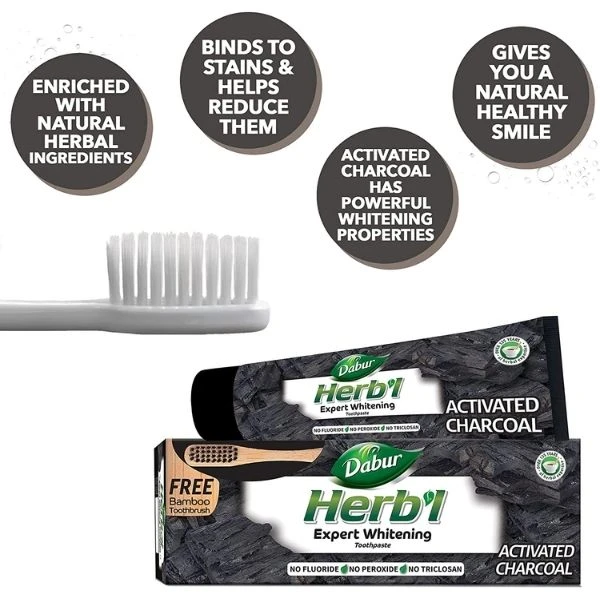 ENRICHED
WITH
NATURAL
HERBAL
INGREDIENTS
BINDS TO
STAINS &
HELPS
REDUCE
THEM
ACTIVATED
CHARCOAL
HAS
POWERFUL
WHITENING
PROPERTIES
GIVES
YOU A
NATURAL
HEALTHY
SMILE
Dabur
Herb'l
Expert Whitening
Toothpaste
NO FLUORIDE NO PEROXIDE NO TRICLOSAN
ACTIVATED
CHARCOAL
FREE
Bamboo
Toothbrush
Dabur
Herb'l
Expert Whitening
Toothpaste
NO FLUORIDE NO PEROXIDE NO TRICLOSAN
ACTIVATED
CHARCOAL